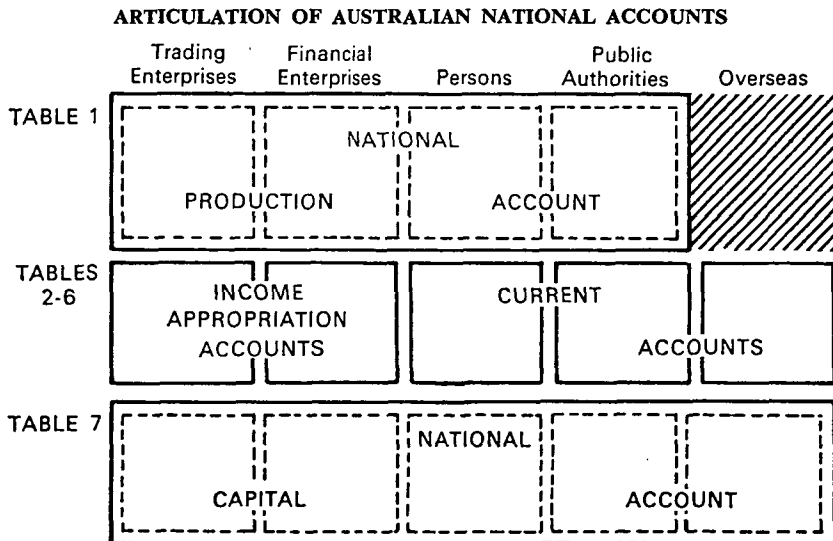 ARTICULATION OF AUSTRALIAN NATIONAL ACCOUNTS
Trading Enterprises
Financial Enterprises
Persons
Public Authorities
Overseas
TABLE 1
NATIONAL
PRODUCTION ACCOUNT
TABLES 2-6
INCOME APPROPRIATION ACCOUNTS
CURRENT ACCOUNTS
TABLE 7
NATIONAL
CAPITAL ACCOUNT